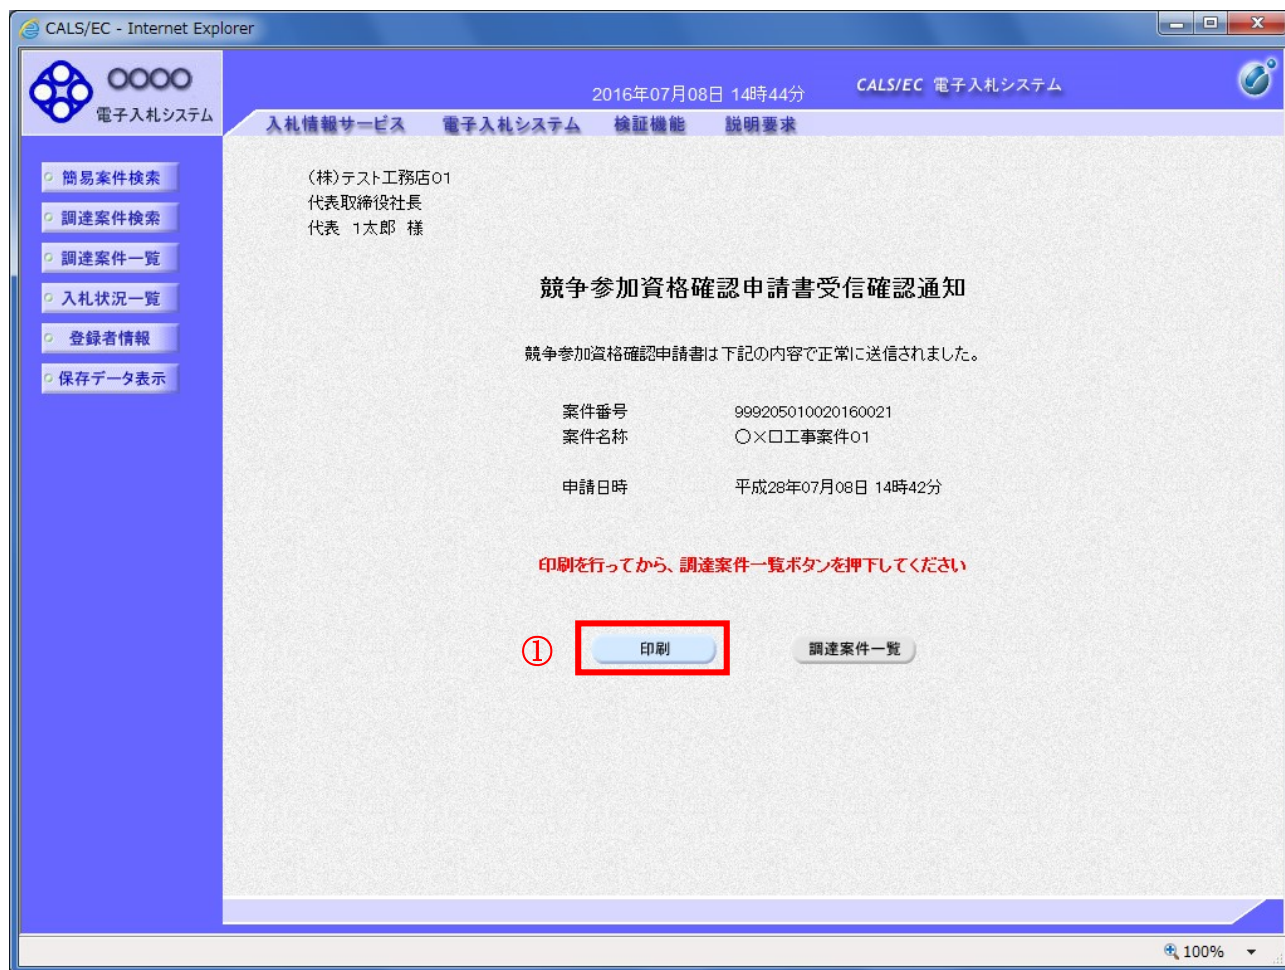 CALS/EC - Internet Explorer
○○○○
電子入札システム
2016年07月08日 14時44分
CALS/EC 電子入札システム
入札情報サービス 電子入札システム 検証機能 説明要求
簡易案件検索
調達案件検索
調達案件一覧
入札状況一覧
登録者情報
保存データ表示
(株)テスト工務店01
代表取締役社長
代表 1太郎 様
競争参加資格確認申請書受信確認通知
競争参加資格確認申請書は下記の内容で正常に送信されました。
案件番号 999205010020160021
案件名称 ○×□工事案件01
申請日時 平成28年07月08日 14時42分
印刷を行ってから、調達案件一覧ボタンを押下してください
① 印刷 調達案件一覧
100%